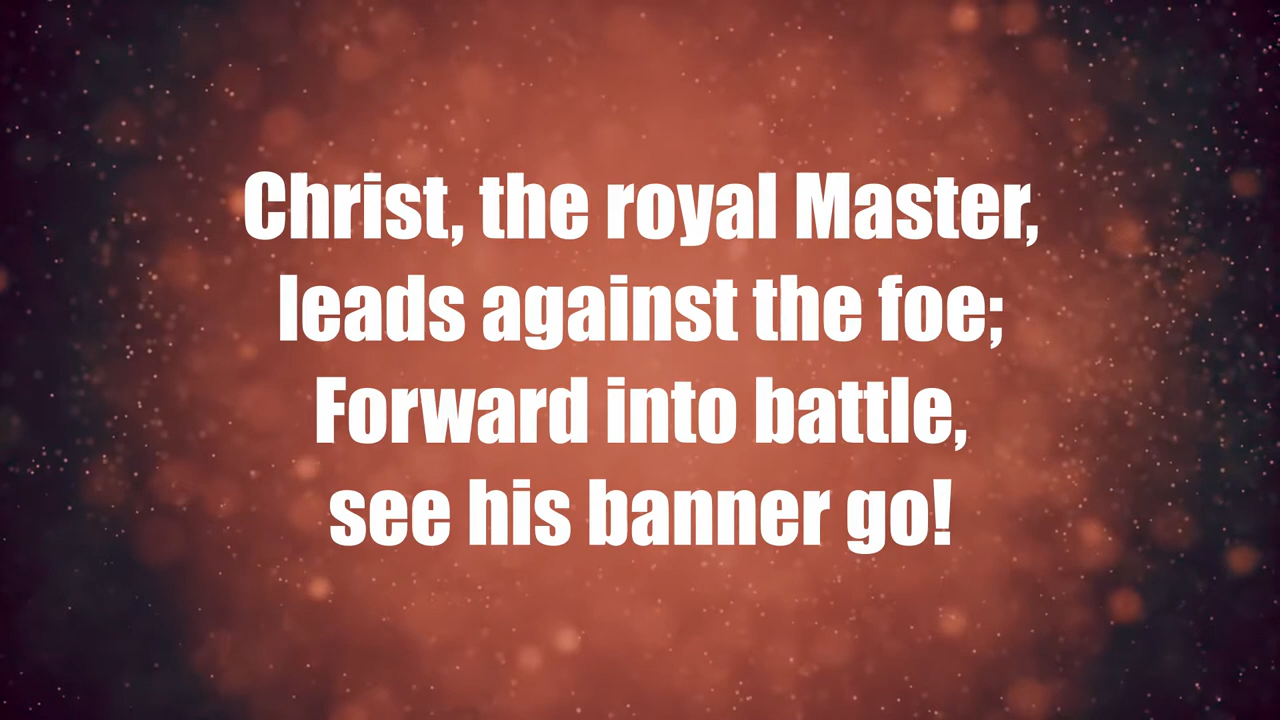 Christ, the royal Master,
leads against the foe;
Forward into battle,
see his banner go!